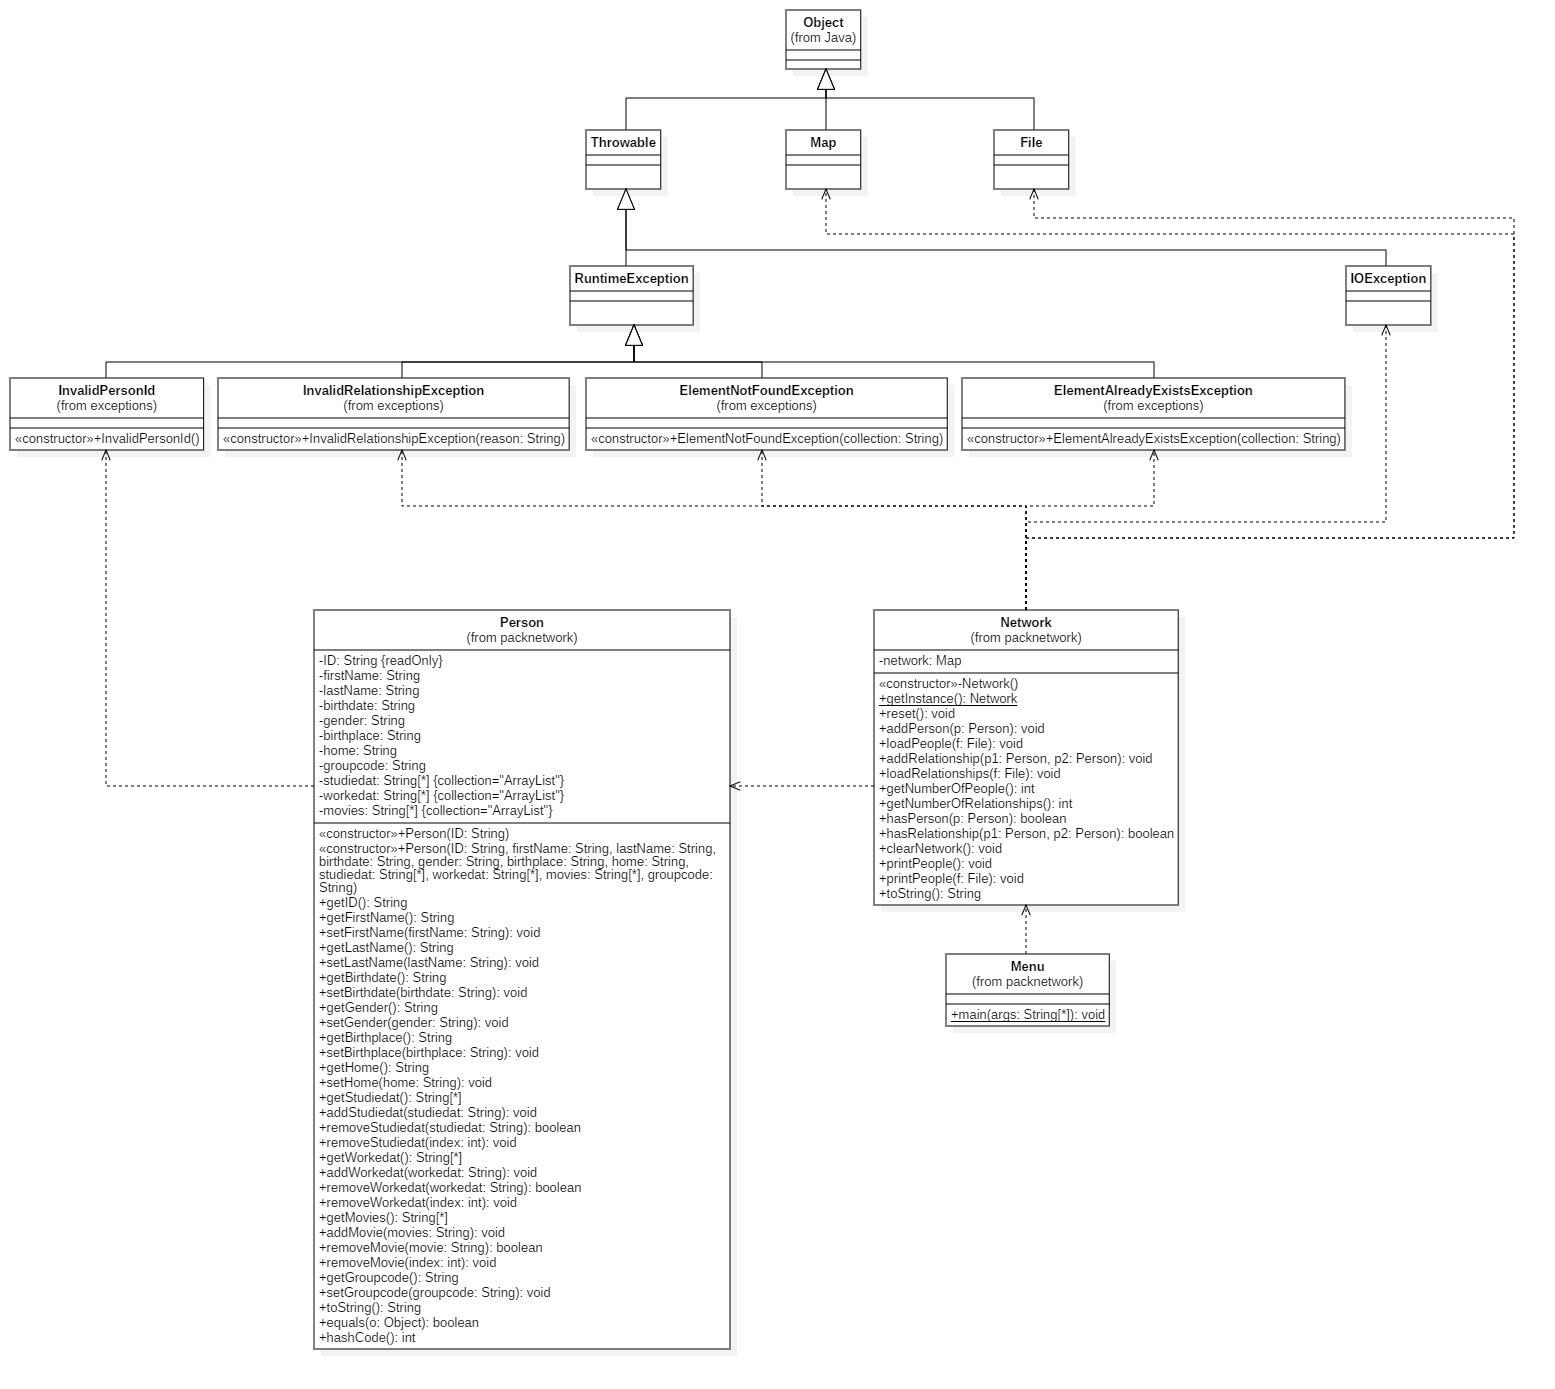 Object
(from Java)
Throwable
Map
File
RuntimeException
IOException
InvalidPersonId
(from exceptions)
«constructor»+InvalidPersonId()
InvalidRelationshipException
(from exceptions)
«constructor»+InvalidRelationshipException(reason: String)
ElementNotFoundException
(from exceptions)
«constructor»+ElementNotFoundException(collection: String)
ElementAlreadyExistsException
(from exceptions)
«constructor»+ElementAlreadyExistsException(collection: String)
Person
(from packnetwork)
-ID: String {readOnly}
-firstName: String
-lastName: String
-birthdate: String
-gender: String
-birthplace: String
-home: String
-groupcode: String
-studiedat: String[*] {collection="ArrayList"}
-workedat: String[*] {collection="ArrayList"}
-movies: String[*] {collection="ArrayList"}
«constructor»+Person(ID: String)
«constructor»+Person(ID: String, firstName: String, lastName: String,
birthdate: String, gender: String, birthplace: String, home: String,
studiedat: String[*], workedat: String[*], movies: String[*], groupcode:
String)
+getID(): String
+getFirstName(): String
+setFirstName(firstName: String): void
+getLastName(): String
+setLastName(lastName: String): void
+getBirthdate(): String
+setBirthdate(birthdate: String): void
+getGender(): String
+setGender(gender: String): void
+getBirthplace(): String
+setBirthplace(birthplace: String): void
+getHome(): String
+setHome(home: String): void
+getStudiedat(): String[*]
+addStudiedat(studiedat: String): void
+removeStudiedat(studiedat: String): boolean
+removeStudiedat(index: int): void
+getWorkedat(): String[*]
+addWorkedat(workedat: String): void
+removeWorkedat(workedat: String): boolean
+removeWorkedat(index: int): void
+getMovies(): String[*]
+addMovie(movies: String): void
+removeMovie(movie: String): boolean
+removeMovie(index: int): void
+getGroupcode(): String
+setGroupcode(groupcode: String): void
+toString(): String
+equals(o: Object): boolean
+hashCode(): int
Network
(from packnetwork)
-network: Map
«constructor»-Network()
+getInstance(): Network
+reset(): void
+addPerson(p: Person): void
+loadPeople(f: File): void
+addRelationship(p1: Person, p2: Person): void
+loadRelationships(f: File): void
+getNumberOfPeople(): int
+getNumberOfRelationships(): int
+hasPerson(p: Person): boolean
+hasRelationship(p1: Person, p2: Person): boolean
+clearNetwork(): void
+printPeople(): void
+printPeople(f: File): void
+toString(): String
Menu
(from packnetwork)
+main(args: String[*]): void